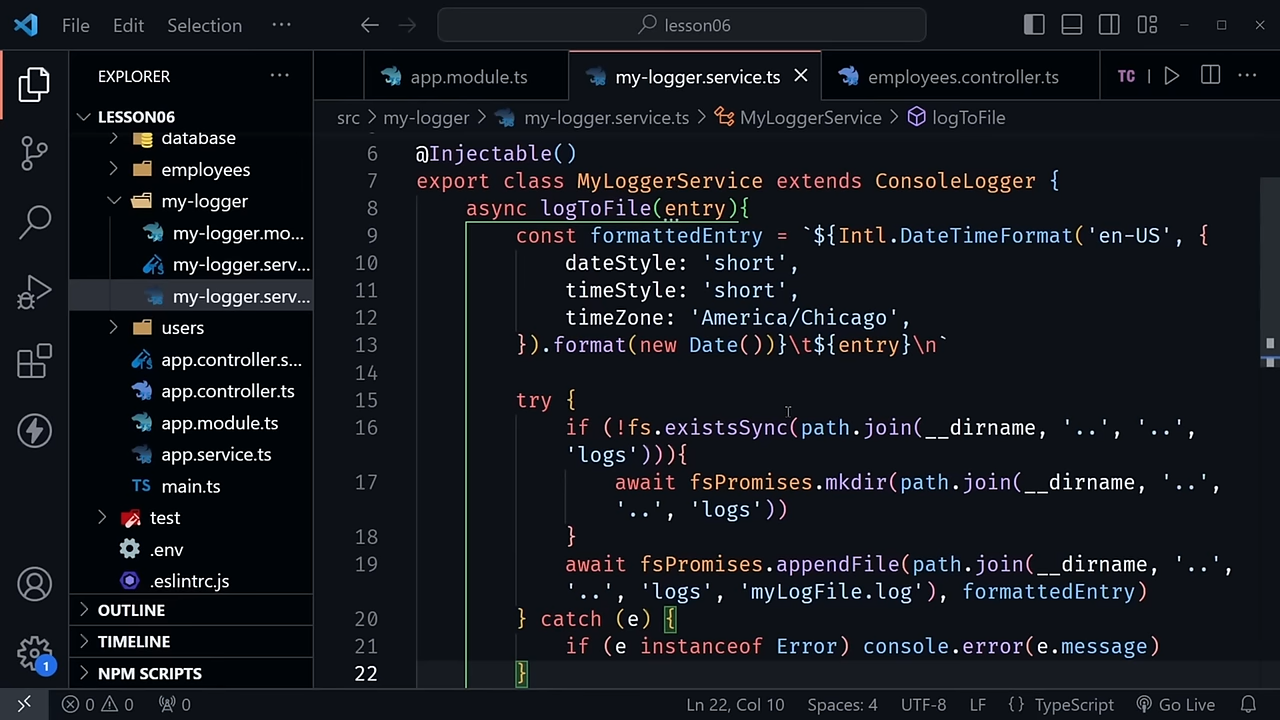 File Edit Selection ··· lesson06
EXPLORER ···
app.module.ts my-logger.service.ts employees.controller.ts TC
LESSON06
src > my-logger > my-logger.service.ts > MyLoggerService > logToFile
database
employees
my-logger
my-logger.mo...
my-logger.serv...
my-logger.serv...
users
app.controller.s...
app.controller.ts
app.module.ts
app.service.ts
TS main.ts
test
.env
.eslintrc.js
OUTLINE
TIMELINE
NPM SCRIPTS
1
6 @Injectable()
7 export class MyLoggerService extends ConsoleLogger {
8 async logToFile(entry){
9 const formattedEntry = `${Intl.DateTimeFormat('en-US', {
10 dateStyle: 'short',
11 timeStyle: 'short',
12 timeZone: 'America/Chicago',
13 }).format(new Date())}\t${entry}\n`
14
15 try {
16 if (!fs.existsSync(path.join(__dirname, '..', '..',
'logs'))){
17 await fsPromises.mkdir(path.join(__dirname, '..',
'..', 'logs'))
18 }
19 await fsPromises.appendFile(path.join(__dirname, '..',
'..', 'logs', 'myLogFile.log'), formattedEntry)
20 } catch (e) {
21 if (e instanceof Error) console.error(e.message)
22 }
0 0 0 Ln 22, Col 10 Spaces: 4 UTF-8 LF {} TypeScript Go Live